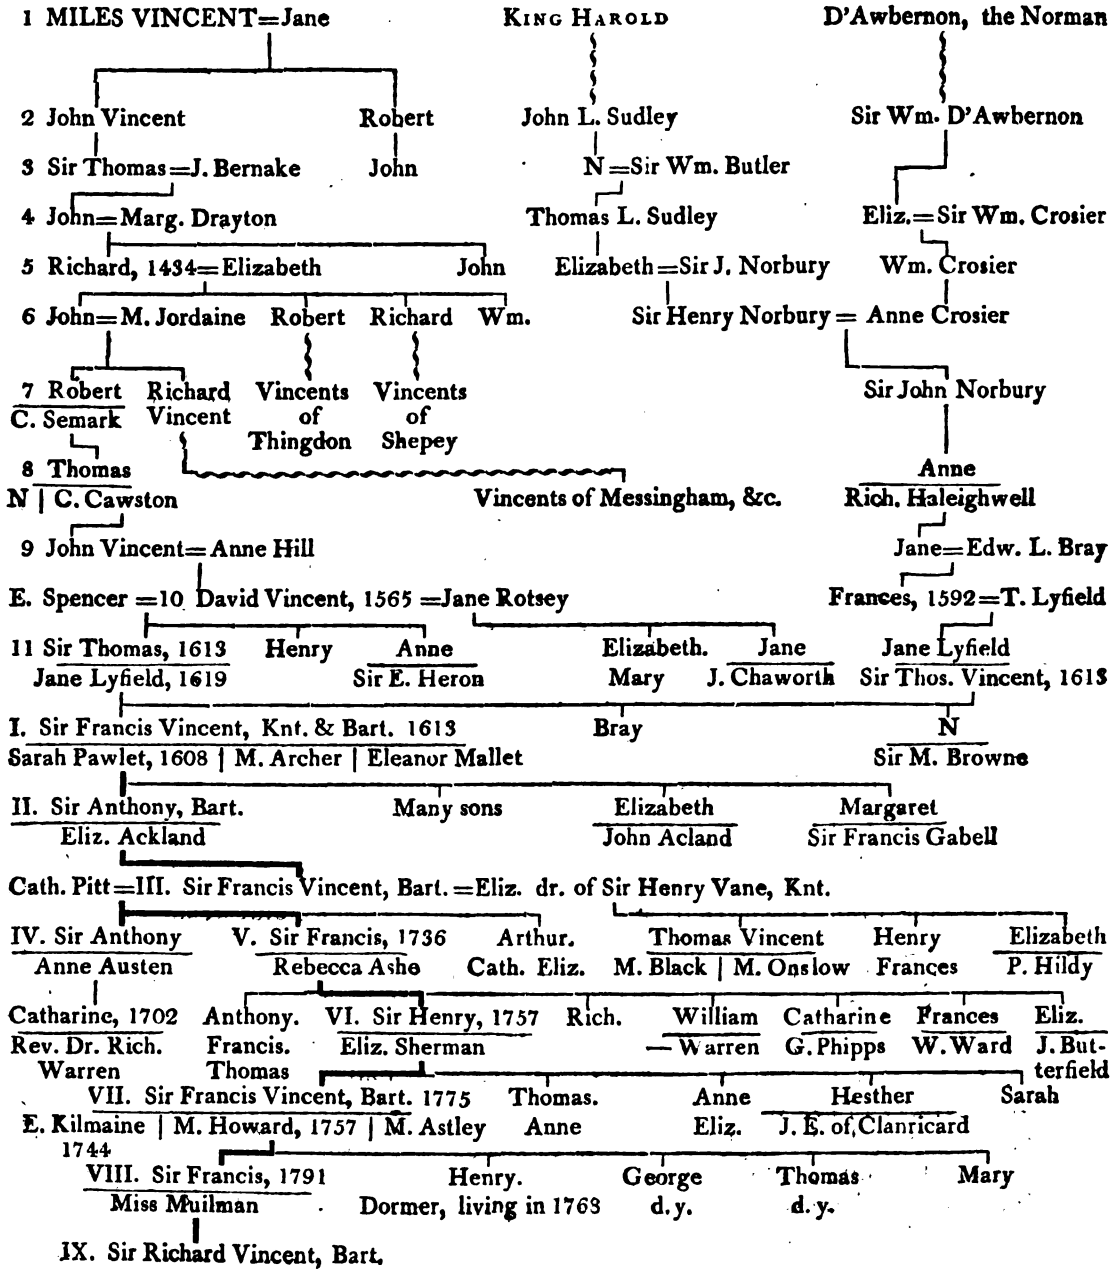 1 MILES VINCENT=Jane KING HAROLD D'Awbernon, the Norman
2 John Vincent Robert John L. Sudley Sir Wm. D'Awbernon
3 Sir Thomas=J. Bernake John N=Sir Wm. Butler
4 John=Marg. Drayton Thomas L. Sudley Eliz.=Sir Wm. Crosier
5 Richard, 1434=Elizabeth John Elizabeth=Sir J. Norbury Wm. Crosier
6 John=M. Jordaine Robert Richard Wm. Sir Henry Norbury= Anne Crosier
7 Robert Richard Vincents Vincents Sir John Norbury
C. Semark Vincent of of
Thingdon Shepey
8 Thomas Anne
N | C. Cawston Vincents of Messingham, &c. Rich. Haleighwell
9 John Vincent=Anne Hill Jane=Edw. L. Bray
E. Spencer =10 David Vincent, 1565 =Jane Rotsey Frances, 1592=T. Lyfield
11 Sir Thomas, 1613 Henry Anne Elizabeth. Jane Jane Lyfield
Jane Lyfield, 1619 Sir E. Heron Mary J. Chaworth Sir Thos. Vincent, 1613
I. Sir Francis Vincent, Knt. & Bart. 1613 Bray N
Sarah Pawlet, 1608 | M. Archer | Eleanor Mallet Sir M. Browne
II. Sir Anthony, Bart. Many sons Elizabeth Margaret
Eliz. Ackland John Acland Sir Francis Gabell
Cath. Pitt=III. Sir Francis Vincent, Bart. =Eliz. dr. of Sir Henry Vane, Knt.
IV. Sir Anthony V. Sir Francis, 1736 Arthur. Thomas Vincent Henry Elizabeth
Anne Austen Rebecca Ashe Cath. Eliz. M. Black | M. Onslow Frances P. Hildy
Catharine, 1702 Anthony. VI. Sir Henry, 1757 Rich. William Catharine Frances Eliz.
Rev. Dr. Rich. Francis. Eliz. Sherman — Warren G. Phipps W. Ward J. But-
Warren Thomas terfield
VII. Sir Francis Vincent, Bart. 1775 Thomas. Anne Hesther Sarah
E. Kilmaine | M. Howard, 1757 | M. Astley Anne Eliz. J. E. of Clanricard
1744
VIII. Sir Francis, 1791 Henry. George Thomas Mary
Miss Muilman Dormer, living in 1763 d.y. d.y.
IX. Sir Richard Vincent, Bart.